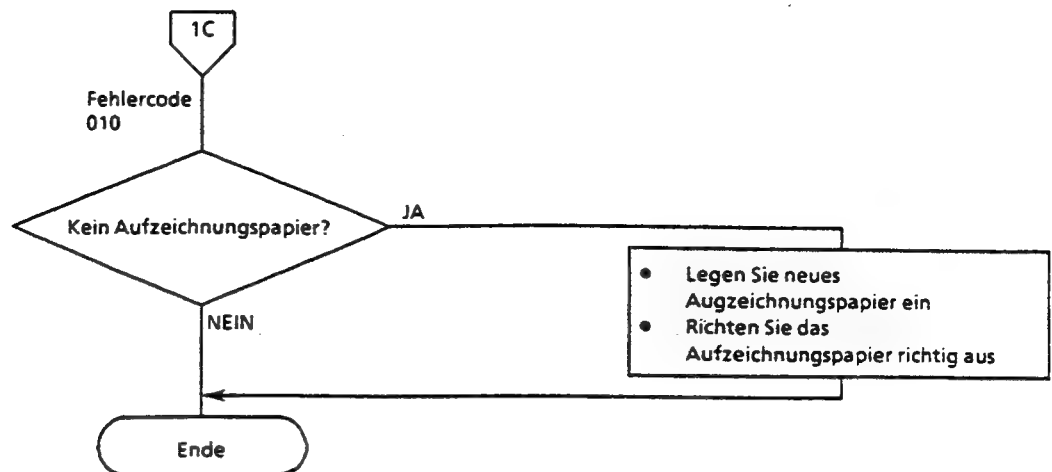 1C
Fehlercode
010
Kein Aufzeichnungspapier?
JA
• Legen Sie neues
Augzeichnungspapier ein
• Richten Sie das
Aufzeichnungspapier richtig aus
NEIN
Ende